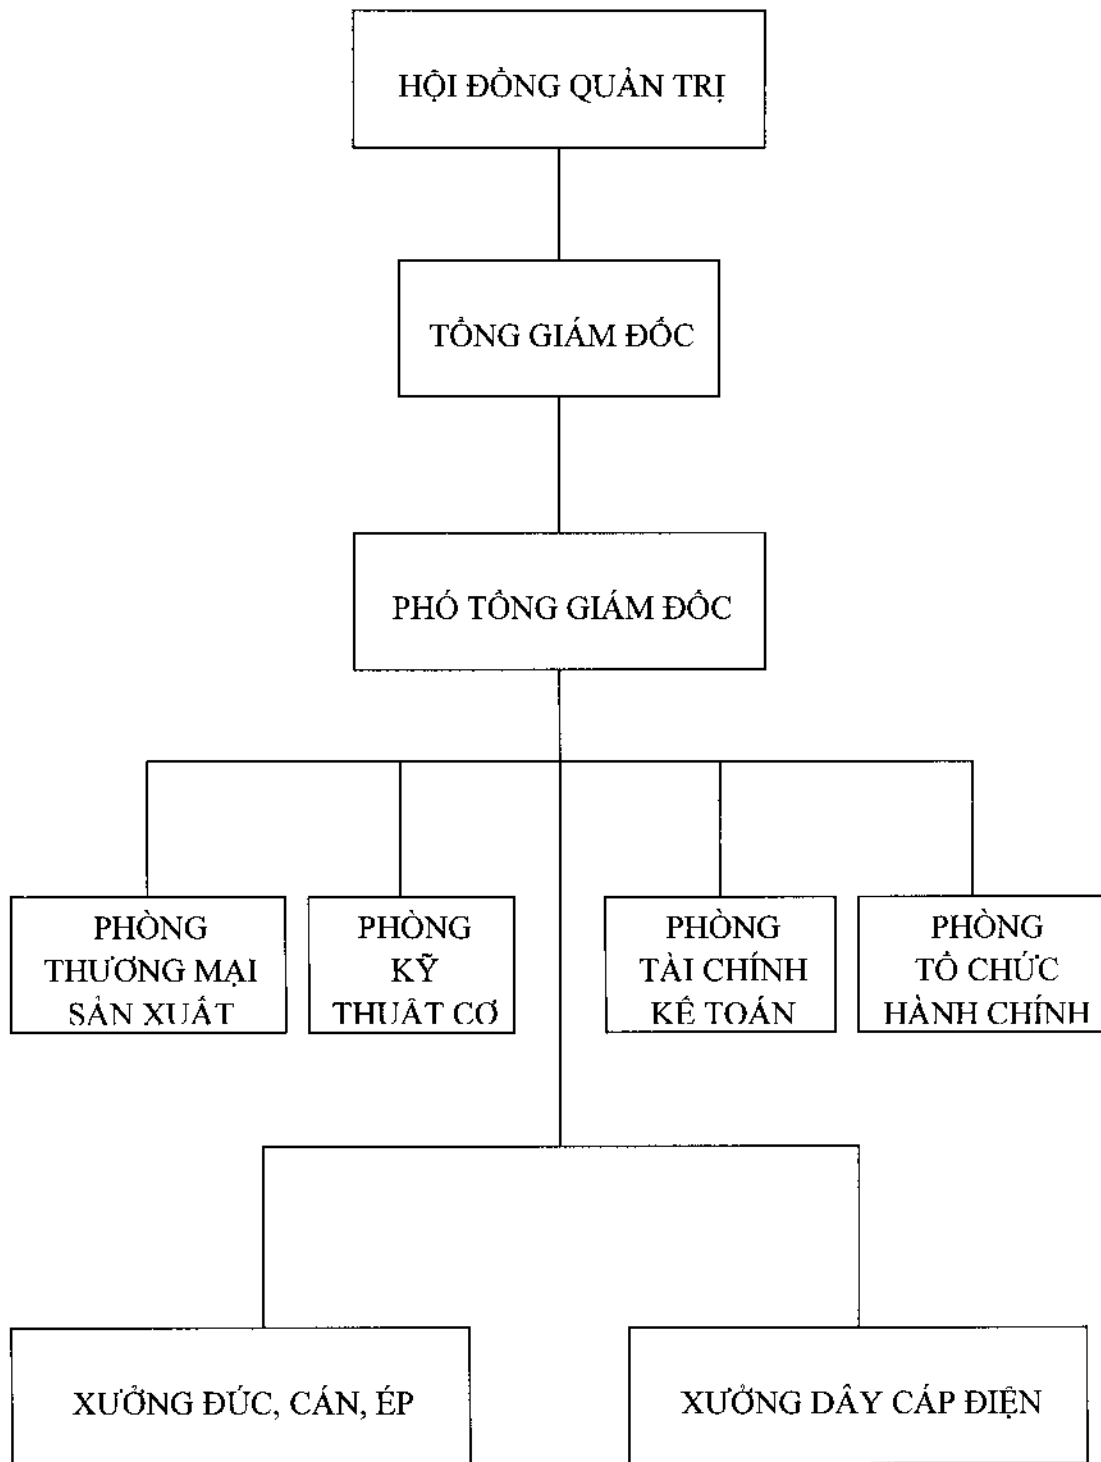 HỘI ĐỒNG QUẢN TRỊ
TỔNG GIÁM ĐỐC
PHÓ TỔNG GIÁM ĐỐC
PHÒNG
THƯƠNG MẠI
SẢN XUẤT
PHÒNG
KỸ
THUẬT CƠ
PHÒNG
TÀI CHÍNH
KẾ TOÁN
PHÒNG
TỔ CHỨC
HÀNH CHÍNH
XƯỞNG ĐÚC, CÁN, ÉP
XƯỞNG DÂY CÁP ĐIỆN